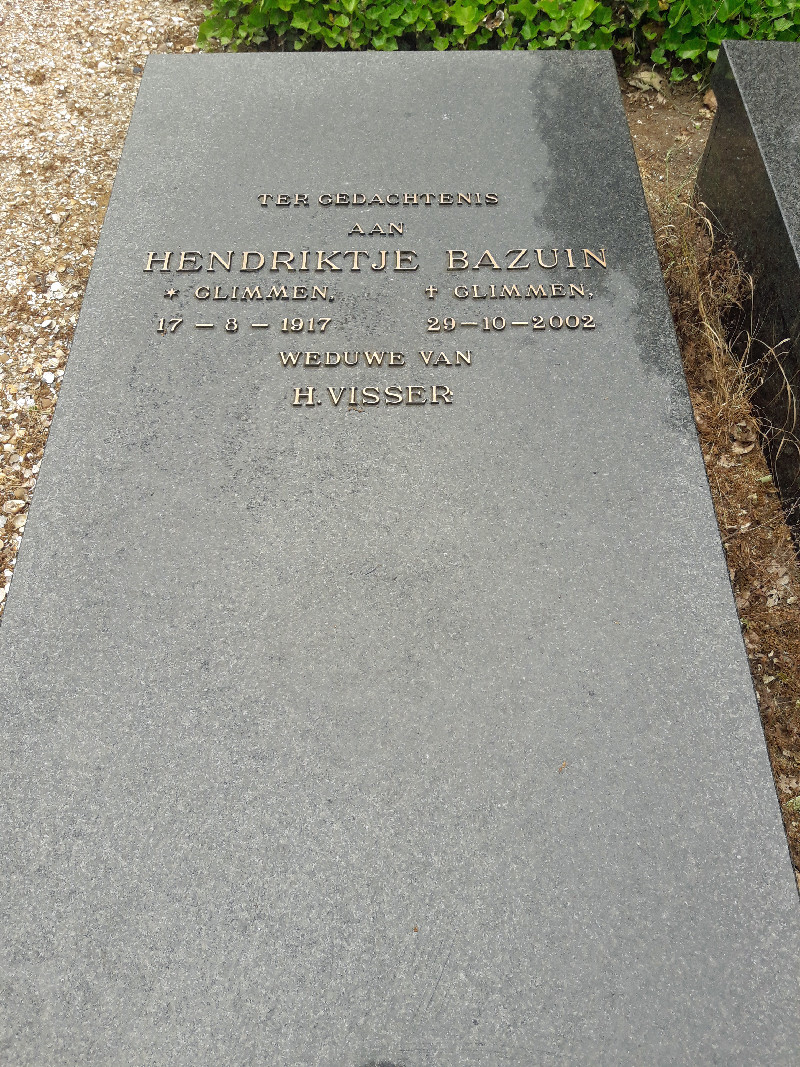 TER GEDACHTENIS
AAN
HENDRIKTJE BAZUIN
* GLIMMEN, † GLIMMEN,
17 – 8 – 1917 29–10–2002
WEDUWE VAN
H. VISSER